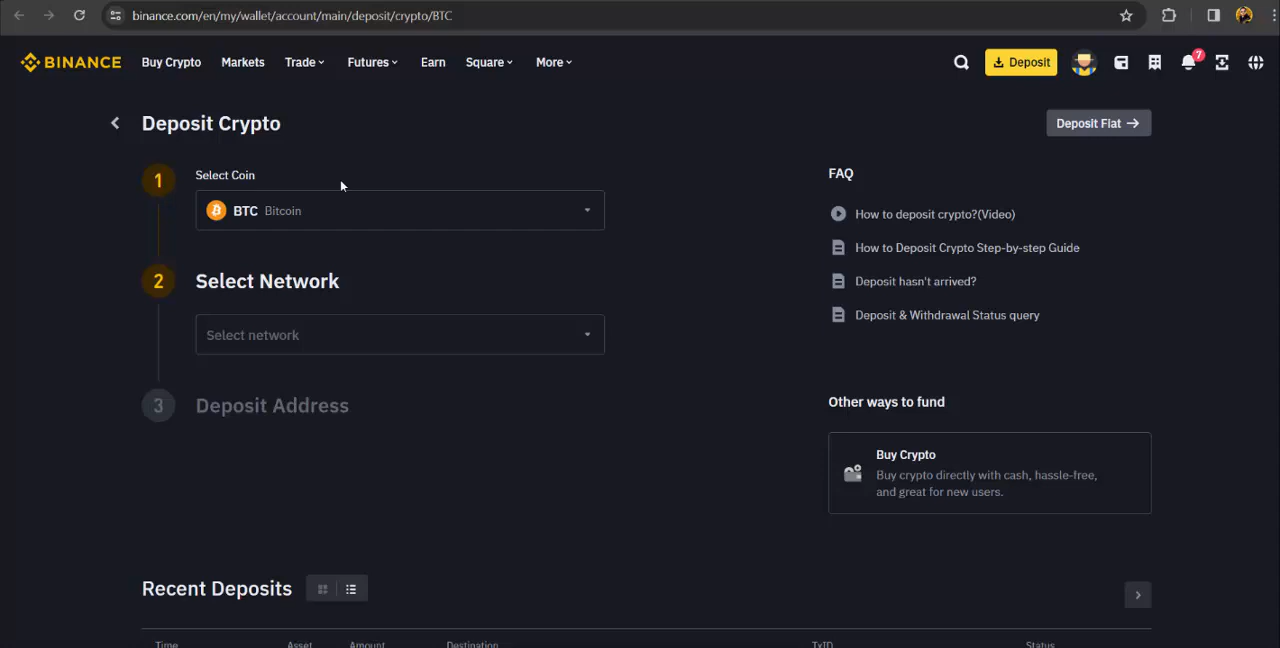 binance.com/en/my/wallet/account/main/deposit/crypto/BTC
BINANCE Buy Crypto Markets Trade Futures Earn Square More Deposit 7
Deposit Crypto
Deposit Fiat →
1 Select Coin
BTC Bitcoin
2 Select Network
Select network
3 Deposit Address
FAQ
How to deposit crypto?(Video)
How to Deposit Crypto Step-by-step Guide
Deposit hasn't arrived?
Deposit & Withdrawal Status query
Other ways to fund
Buy Crypto
Buy crypto directly with cash, hassle-free,
and great for new users.
Recent Deposits
Time Asset Amount Destination TxID Status